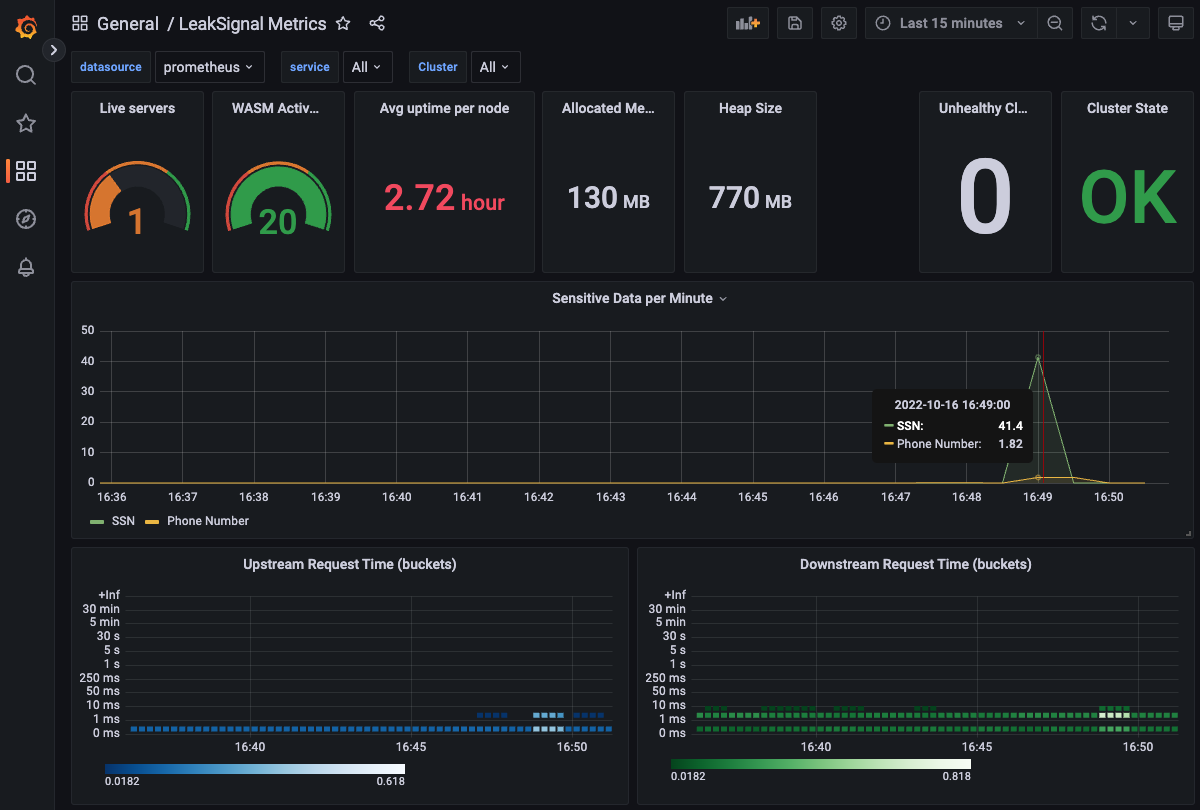 General / LeakSignal Metrics
Last 15 minutes
datasource prometheus service All Cluster All
Live servers
1
WASM Activ...
20
Avg uptime per node
2.72 hour
Allocated Me...
130 MB
Heap Size
770 MB
Unhealthy Cl...
0
Cluster State
OK
Sensitive Data per Minute
50
40
30
20
10
0
16:36 16:37 16:38 16:39 16:40 16:41 16:42 16:43 16:44 16:45 16:46 16:47 16:48 16:49 16:50
2022-10-16 16:49:00
SSN: 41.4
Phone Number: 1.82
SSN Phone Number
Upstream Request Time (buckets)
+Inf
30 min
5 min
30 s
5 s
1 s
250 ms
50 ms
10 ms
1 ms
0 ms
16:40 16:45 16:50
0.0182 0.618
Downstream Request Time (buckets)
+Inf
30 min
5 min
30 s
5 s
1 s
250 ms
50 ms
10 ms
1 ms
0 ms
16:40 16:45 16:50
0.0182 0.818